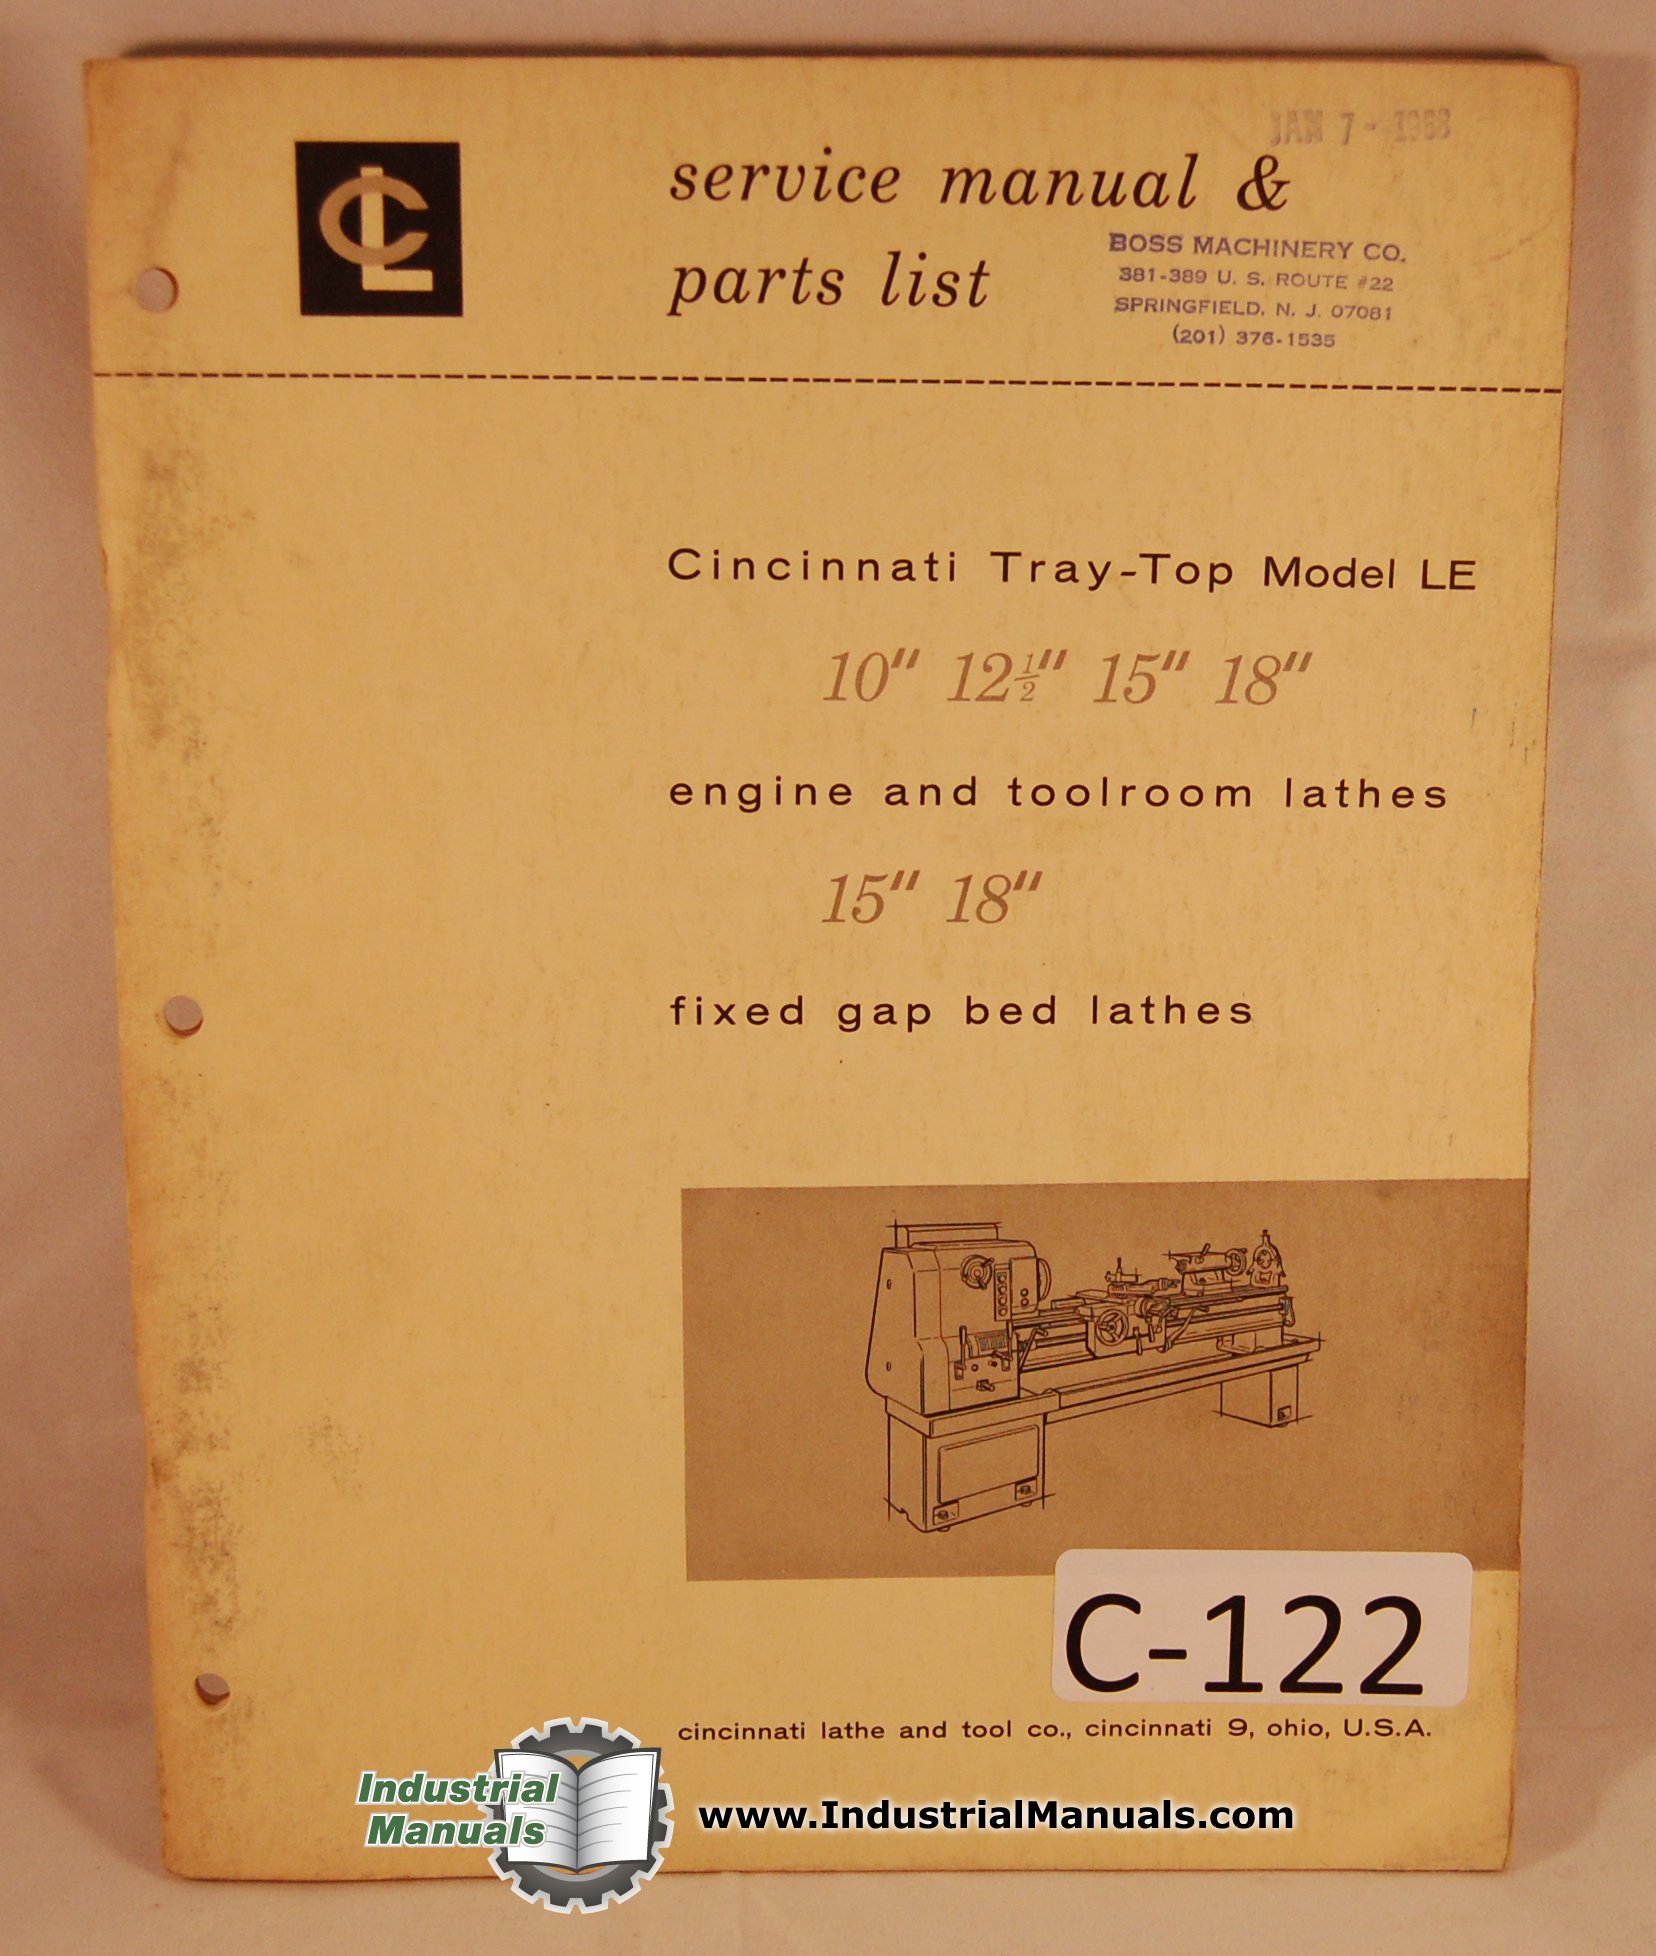 JAN 7 - 1968
CL
service manual &
parts list
BOSS MACHINERY CO.
381-389 U. S. ROUTE #22
SPRINGFIELD, N. J. 07081
(201) 376-1535
Cincinnati Tray-Top Model LE
10" 12½" 15" 18"
engine and toolroom lathes
15" 18"
fixed gap bed lathes
C-122
cincinnati lathe and tool co., cincinnati 9, ohio, U.S.A.
Industrial
Manuals
www.IndustrialManuals.com